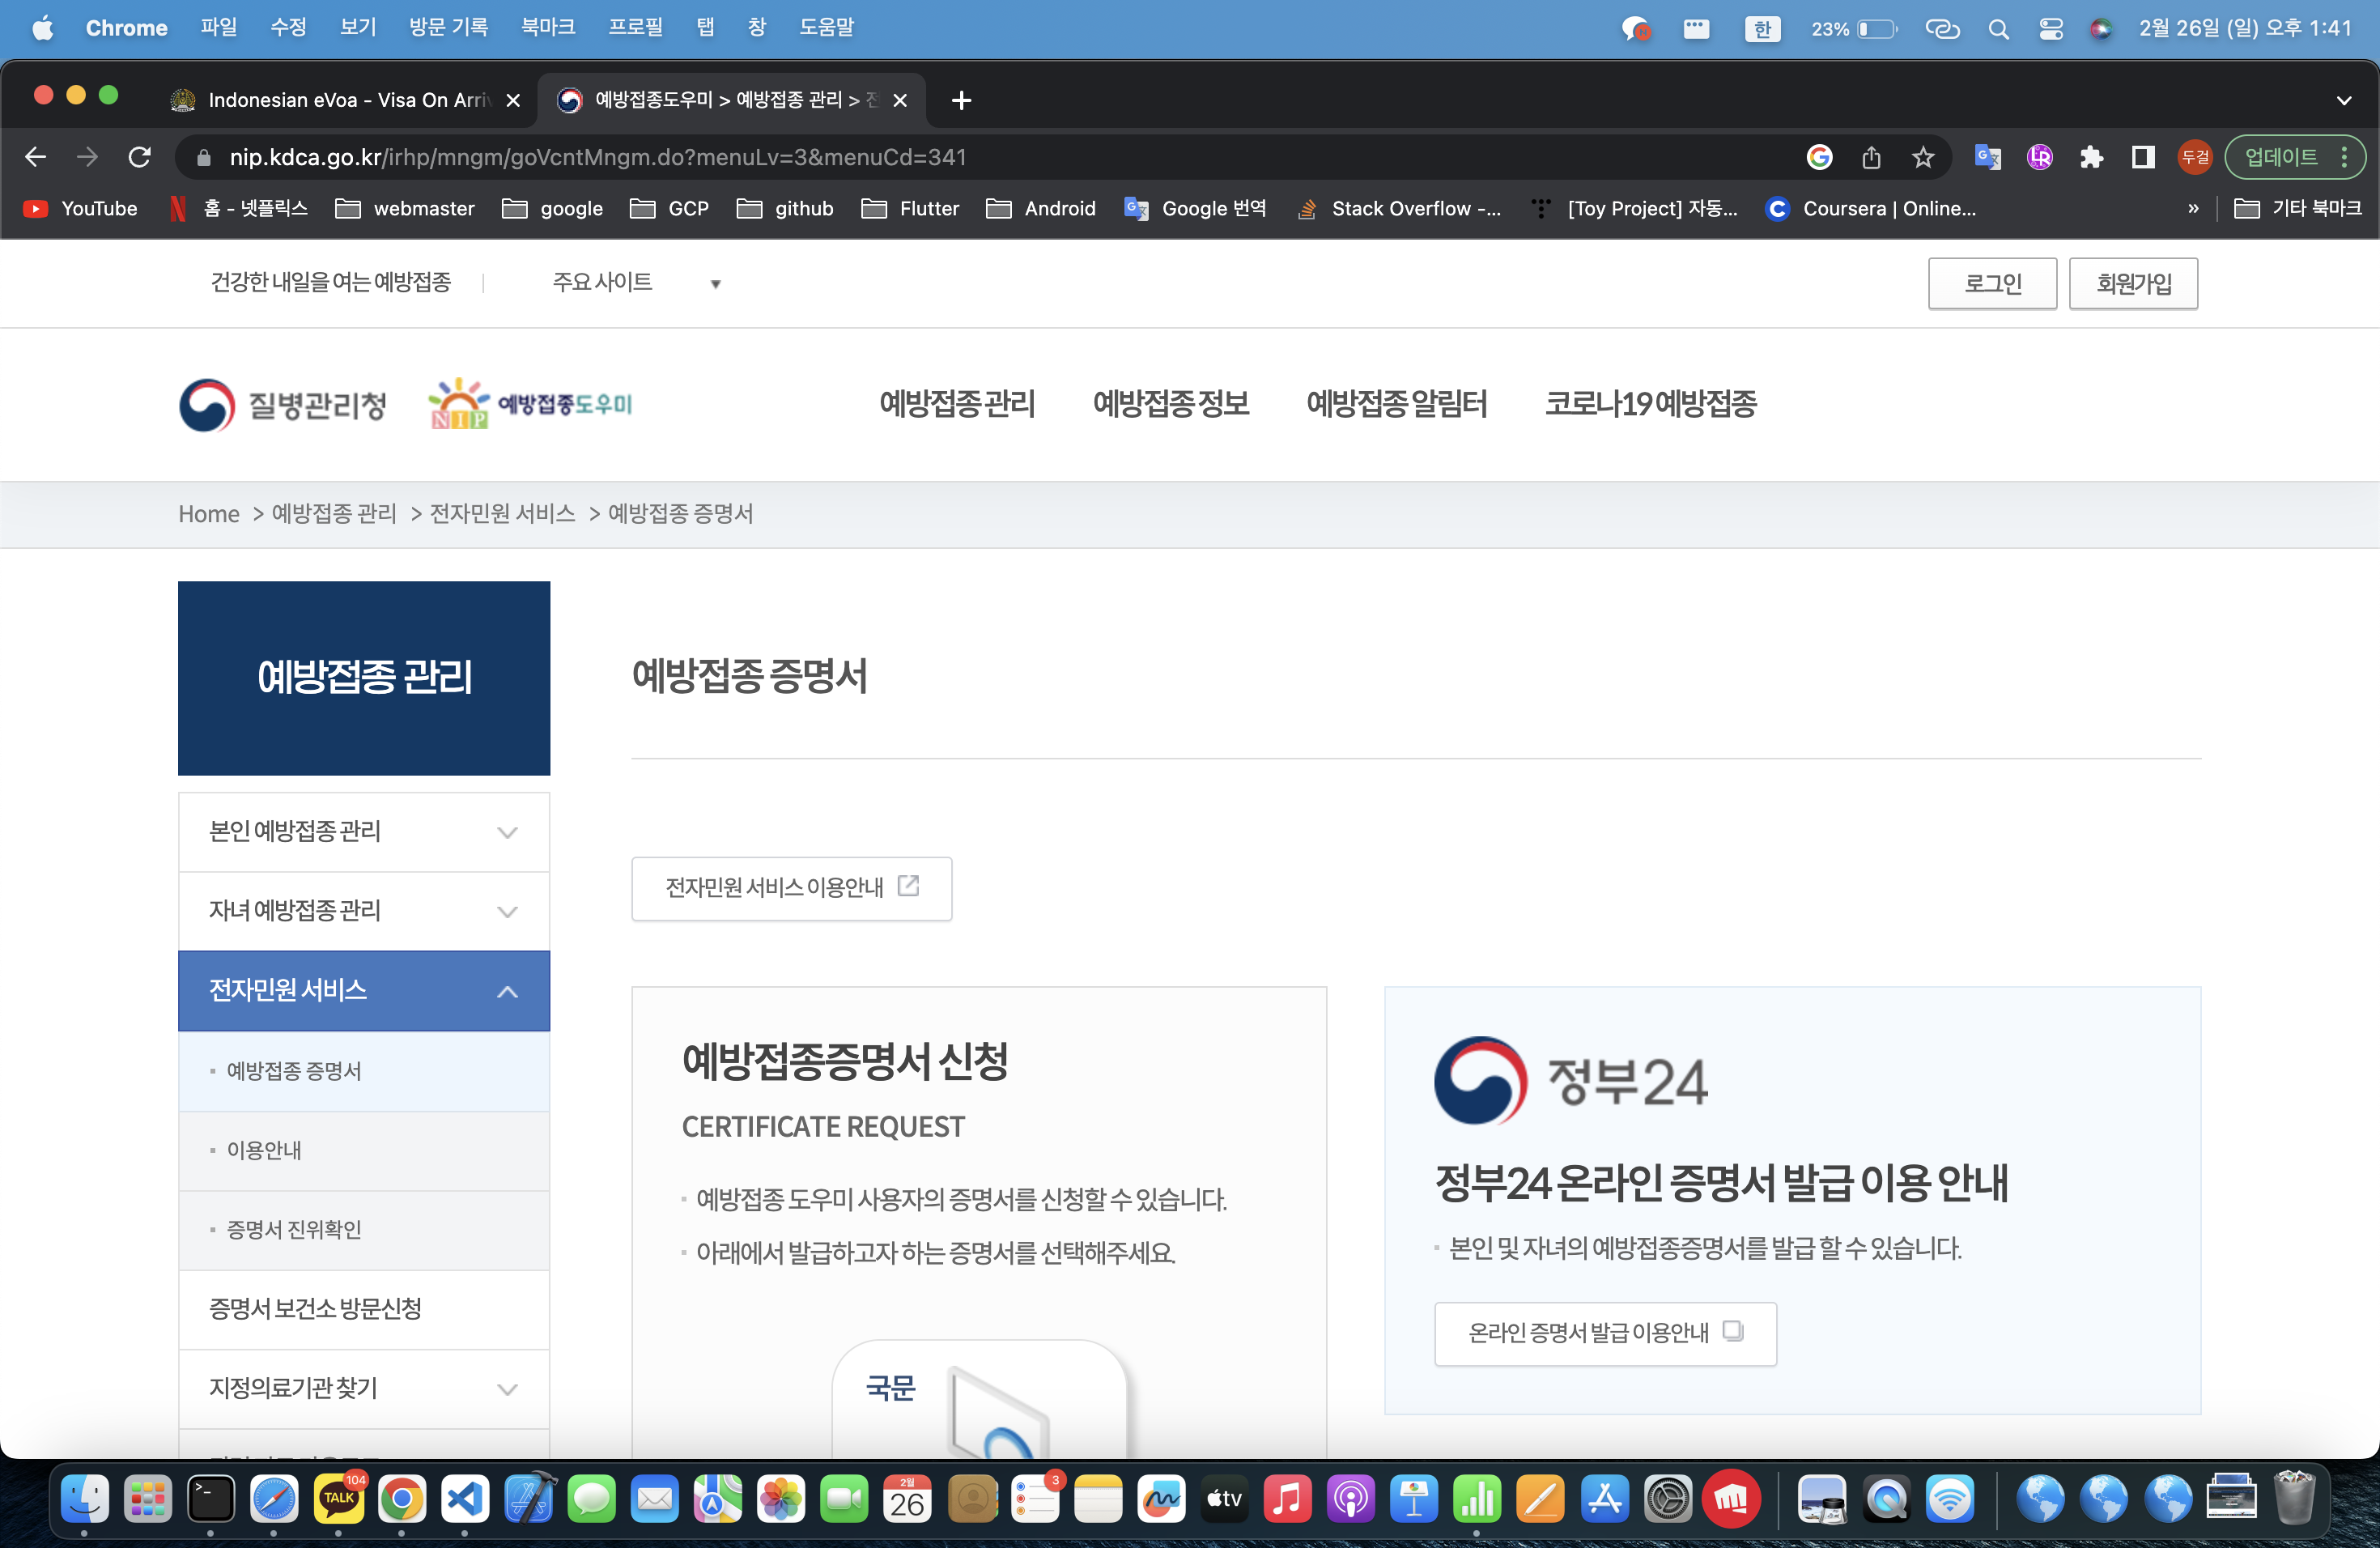 Chrome 파일 수정 보기 방문 기록 북마크 프로필 탭 창 도움말 한 23% 2월 26일 (일) 오후 1:41
Indonesian eVoa - Visa On Arri 예방접종도우미 > 예방접종 관리 > 전
nip.kdca.go.kr/irhp/mngm/goVcntMngm.do?menuLv=3&menuCd=341 두걸 업데이트
YouTube 홈 - 넷플릭스 webmaster google GCP github Flutter Android Google 번역 Stack Overflow -... [Toy Project] 자동... Coursera | Online... » 기타 북마크
건강한 내일을 여는 예방접종 주요 사이트 로그인 회원가입
질병관리청 NIP 예방접종도우미 예방접종 관리 예방접종 정보 예방접종 알림터 코로나19 예방접종
Home > 예방접종 관리 > 전자민원 서비스 > 예방접종 증명서
예방접종 관리
본인 예방접종 관리
자녀 예방접종 관리
전자민원 서비스
예방접종 증명서
이용안내
증명서 진위확인
증명서 보건소 방문신청
지정의료기관 찾기
예방접종 증명서
전자민원 서비스 이용안내
예방접종증명서 신청
CERTIFICATE REQUEST
예방접종 도우미 사용자의 증명서를 신청할 수 있습니다.
아래에서 발급하고자 하는 증명서를 선택해주세요.
국문
정부24
정부24 온라인 증명서 발급 이용 안내
본인 및 자녀의 예방접종증명서를 발급 할 수 있습니다.
온라인 증명서 발급 이용안내
TALK 104 2월 26 3 tv